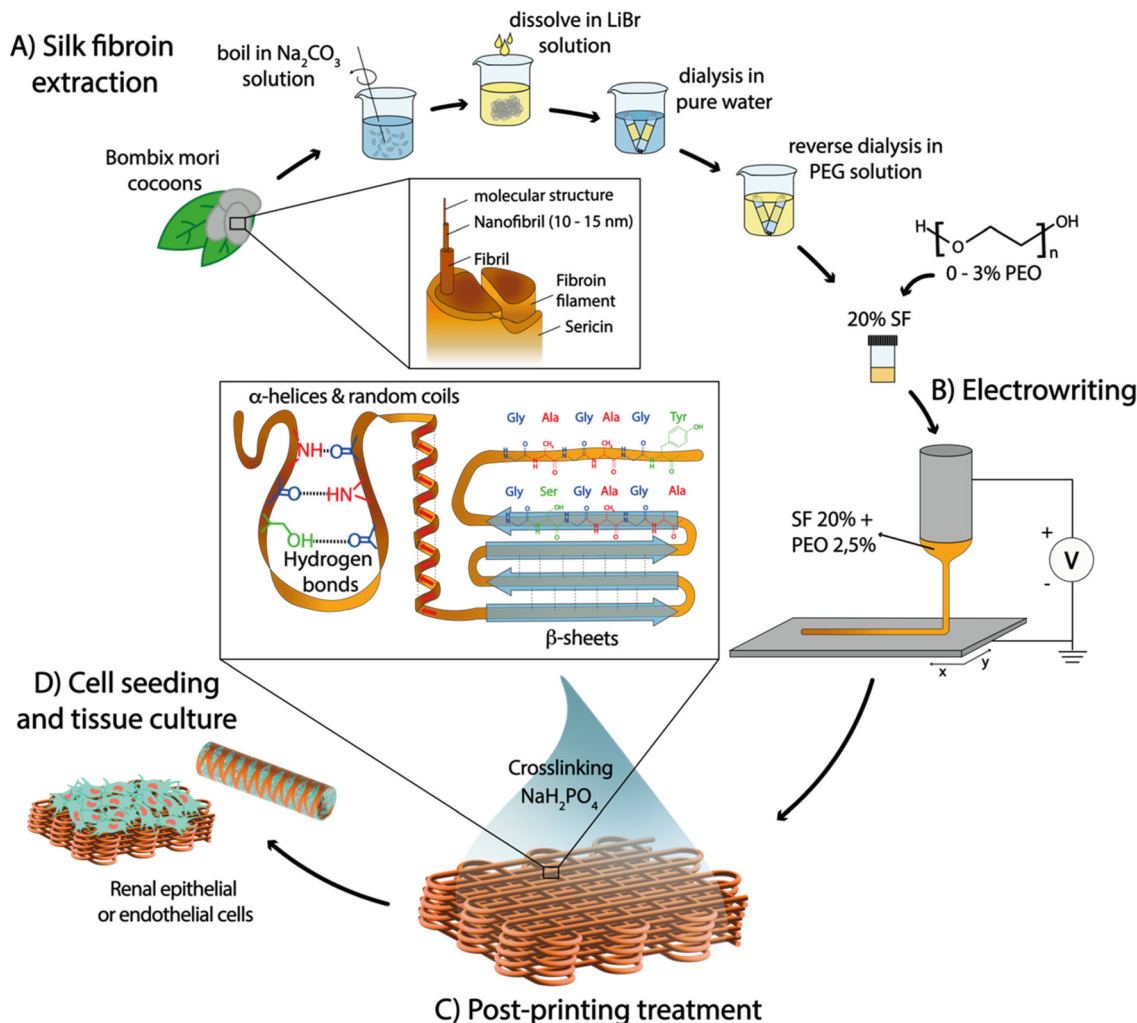 A) Silk fibroin
extraction
boil in Na₂CO₃
solution
dissolve in LiBr
solution
dialysis in
pure water
reverse dialysis in
PEG solution
Bombix mori
cocoons
molecular structure
Nanofibril (10 - 15 nm)
Fibril
Fibroin
filament
Sericin
H
O
OH
n
0 - 3% PEO
20% SF
B) Electrowriting
SF 20% +
PEO 2,5%
+
V
-
x
y
α-helices & random coils
NH
O
O
HN
OH
O
Hydrogen
bonds
Gly Ala Gly Ala Gly Tyr
Gly Ser Gly Ala Gly Ala
β-sheets
Crosslinking
NaH₂PO₄
C) Post-printing treatment
D) Cell seeding
and tissue culture
Renal epithelial
or endothelial cells